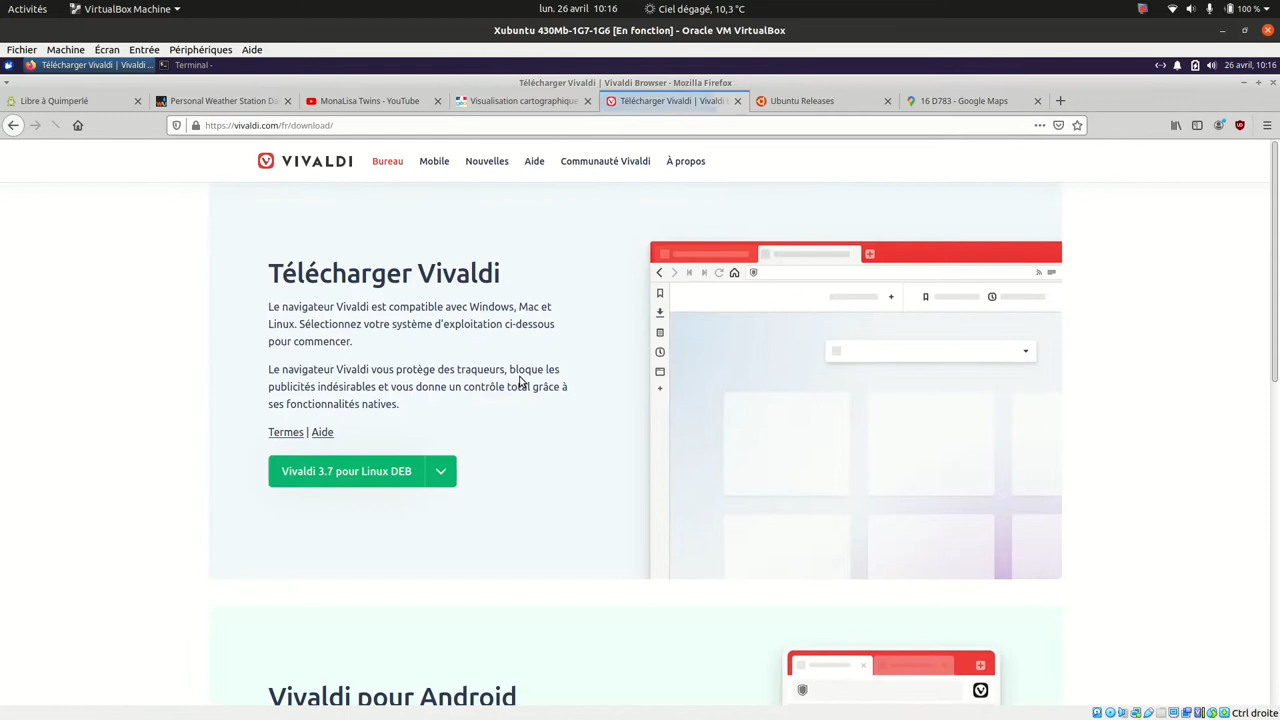 Activités VirtualBox Machine lun. 26 avril, 10:16 Ciel dégagé, 10,3 °C 100 %
Xubuntu 430Mb-1G7-1G6 [En fonction] - Oracle VM VirtualBox
Fichier Machine Écran Entrée Périphériques Aide
Télécharger Vivaldi | Vivaldi ... Terminal - 26 avril, 10:16
Télécharger Vivaldi | Vivaldi Browser - Mozilla Firefox
Libre à Quimperlé Personal Weather Station Da MonaLisa Twins - YouTube Visualisation cartographique Télécharger Vivaldi | Vivaldi Ubuntu Releases 16 D783 - Google Maps
https://vivaldi.com/fr/download/
VIVALDI Bureau Mobile Nouvelles Aide Communauté Vivaldi À propos
Télécharger Vivaldi
Le navigateur Vivaldi est compatible avec Windows, Mac et
Linux. Sélectionnez votre système d'exploitation ci-dessous
pour commencer.
Le navigateur Vivaldi vous protège des traqueurs, bloque les
publicités indésirables et vous donne un contrôle total grâce à
ses fonctionnalités natives.
Termes | Aide
Vivaldi 3.7 pour Linux DEB
Vivaldi pour Android
Ctrl droite